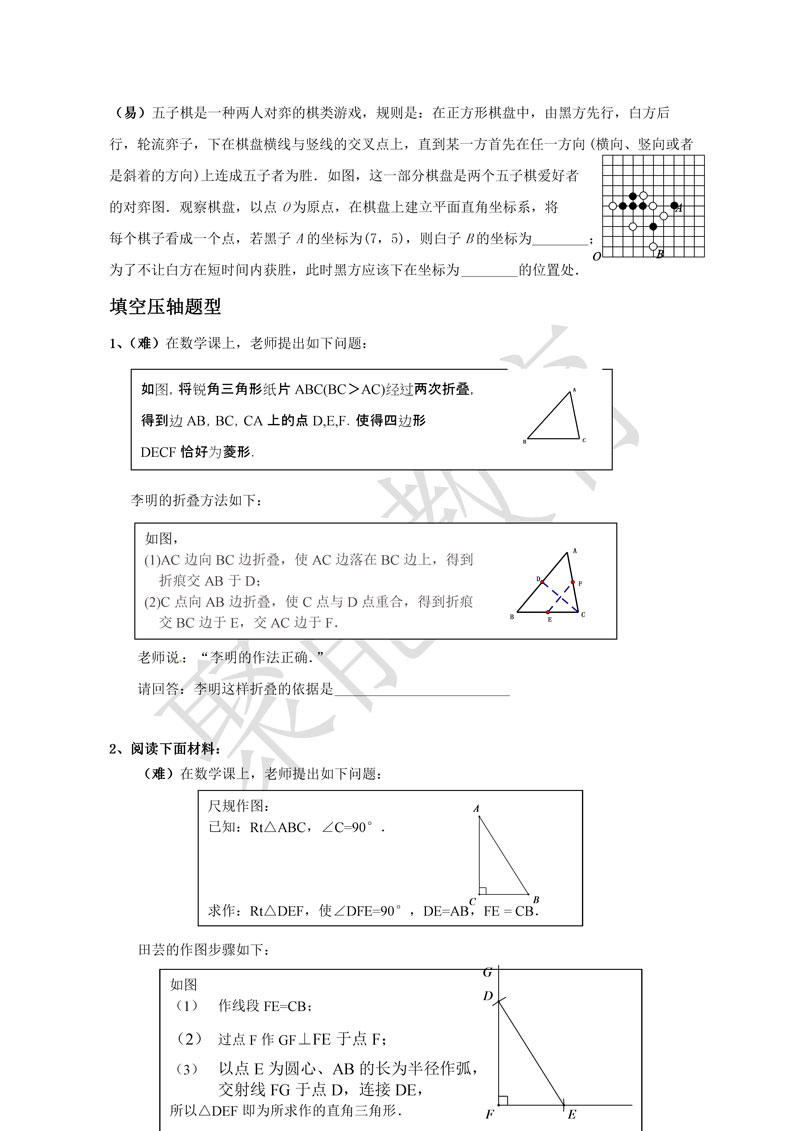 （易）五子棋是一种两人对弈的棋类游戏，规则是：在正方形棋盘中，由黑方先行，白方后
行，轮流弈子，下在棋盘横线与竖线的交叉点上，直到某一方首先在任一方向(横向、竖向或者
是斜着的方向)上连成五子者为胜．如图，这一部分棋盘是两个五子棋爱好者
的对弈图．观察棋盘，以点 O 为原点，在棋盘上建立平面直角坐标系，将
每个棋子看成一个点，若黑子 A 的坐标为(7，5)，则白子 B 的坐标为________；
为了不让白方在短时间内获胜，此时黑方应该下在坐标为________的位置处．
A
O
B
填空压轴题型
1、（难）在数学课上，老师提出如下问题：
如图，将锐角三角形纸片 ABC(BC＞AC)经过两次折叠，
得到边 AB，BC，CA 上的点 D,E,F．使得四边形
DECF 恰好为菱形．
A
B
C
李明的折叠方法如下：
如图，
(1)AC 边向 BC 边折叠，使 AC 边落在 BC 边上，得到
折痕交 AB 于 D；
(2)C 点向 AB 边折叠，使 C 点与 D 点重合，得到折痕
交 BC 边于 E，交 AC 边于 F．
A
D
F
B
E
C
老师说：“李明的作法正确．”
请回答：李明这样折叠的依据是_________________________
2、阅读下面材料：
（难）在数学课上，老师提出如下问题：
尺规作图：
已知：Rt△ABC，∠C=90°．
A
C
B
求作：Rt△DEF，使∠DFE=90°，DE=AB，FE = CB．
田芸的作图步骤如下：
如图
（1） 作线段 FE=CB；
（2） 过点 F 作 GF⊥FE 于点 F；
（3） 以点 E 为圆心、AB 的长为半径作弧，
交射线 FG 于点 D，连接 DE，
所以△DEF 即为所求作的直角三角形．
G
D
F
E
聚能教育